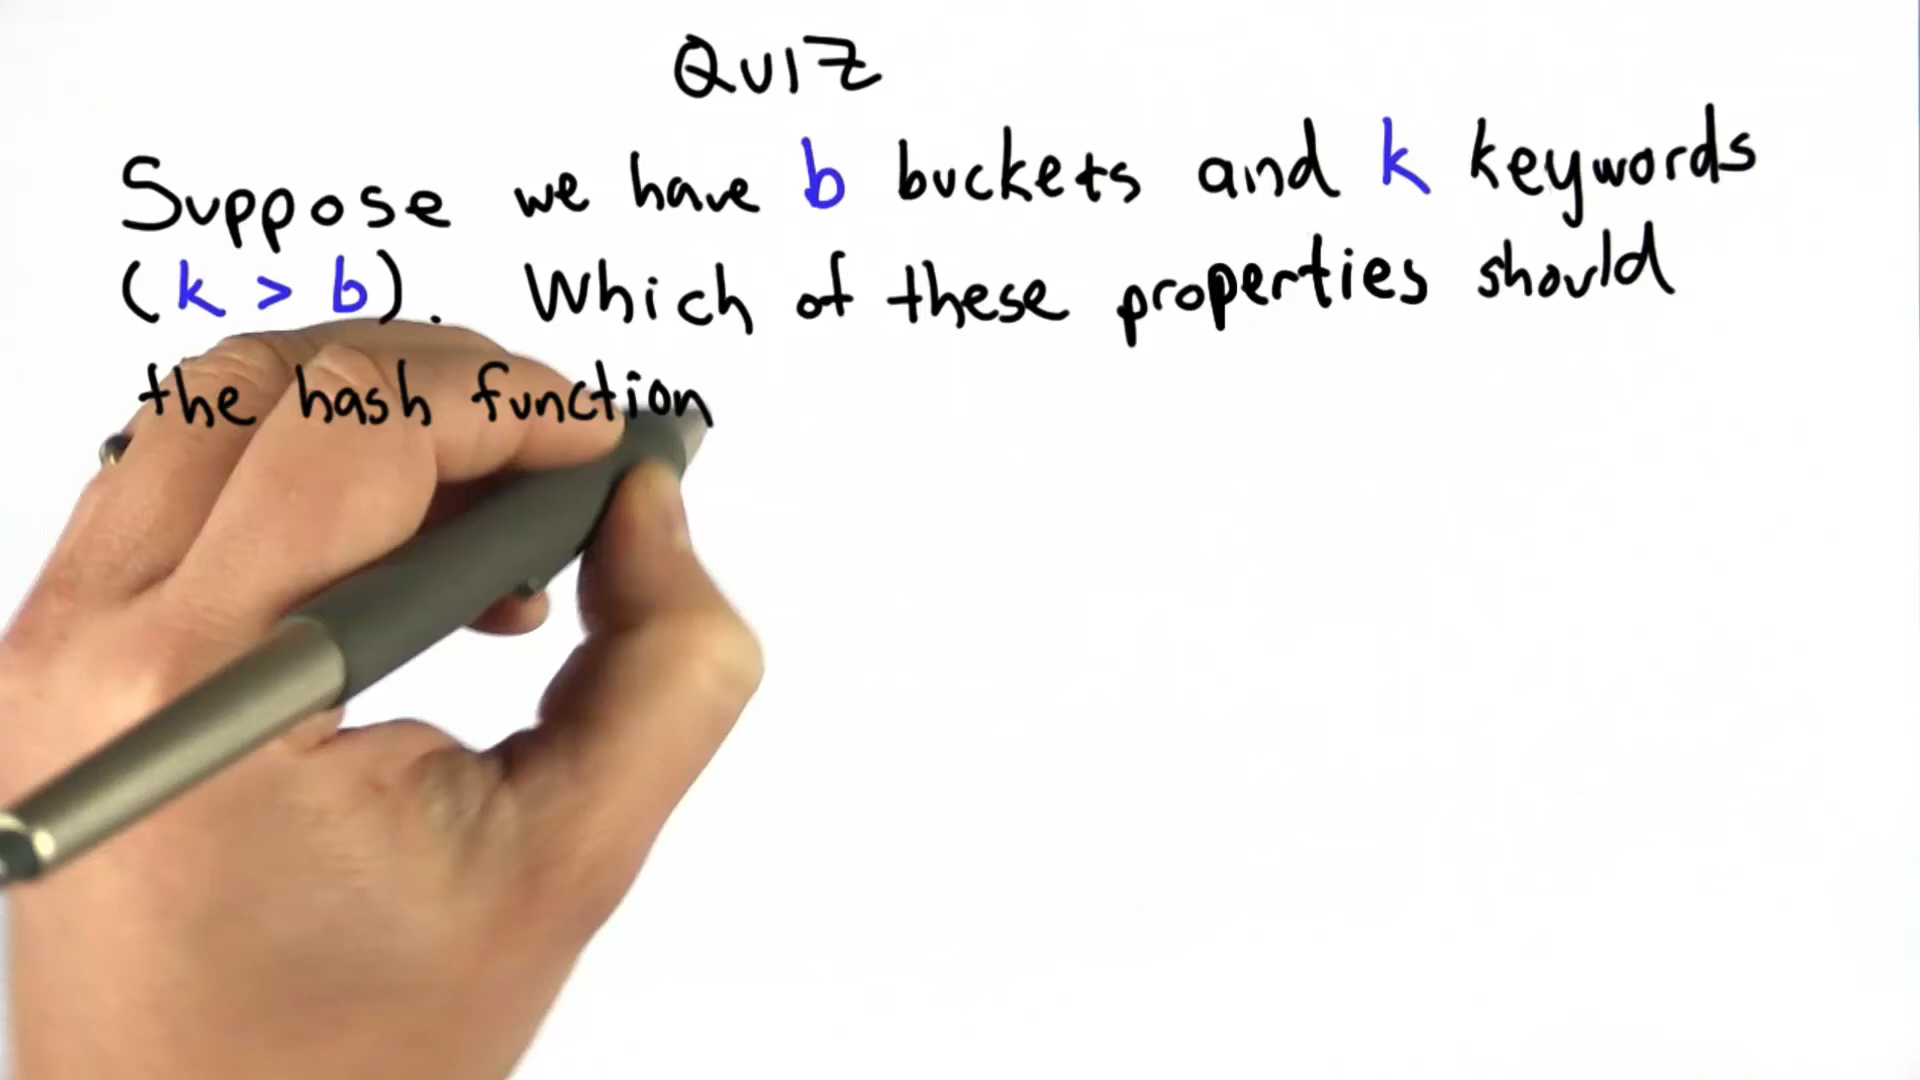 QUIZ
Suppose we have b buckets and k keywords
(k > b). Which of these properties should
the hash function